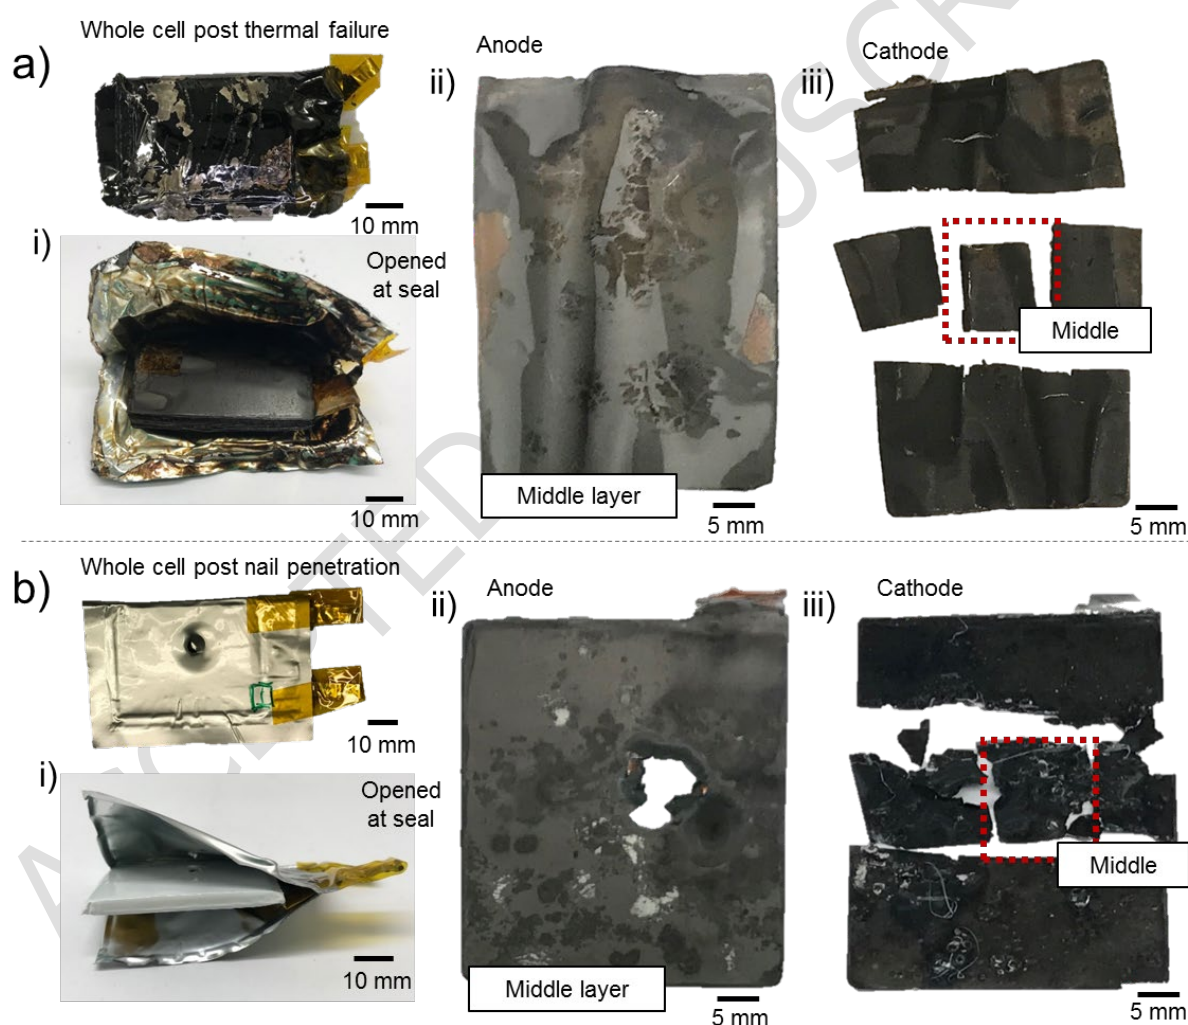 Whole cell post thermal failure
a)
10 mm
i)
Opened
at seal
10 mm
Anode
ii)
Middle layer
5 mm
Cathode
iii)
Middle
5 mm
Whole cell post nail penetration
b)
10 mm
i)
Opened
at seal
10 mm
Anode
ii)
Middle layer
5 mm
Cathode
iii)
Middle
5 mm